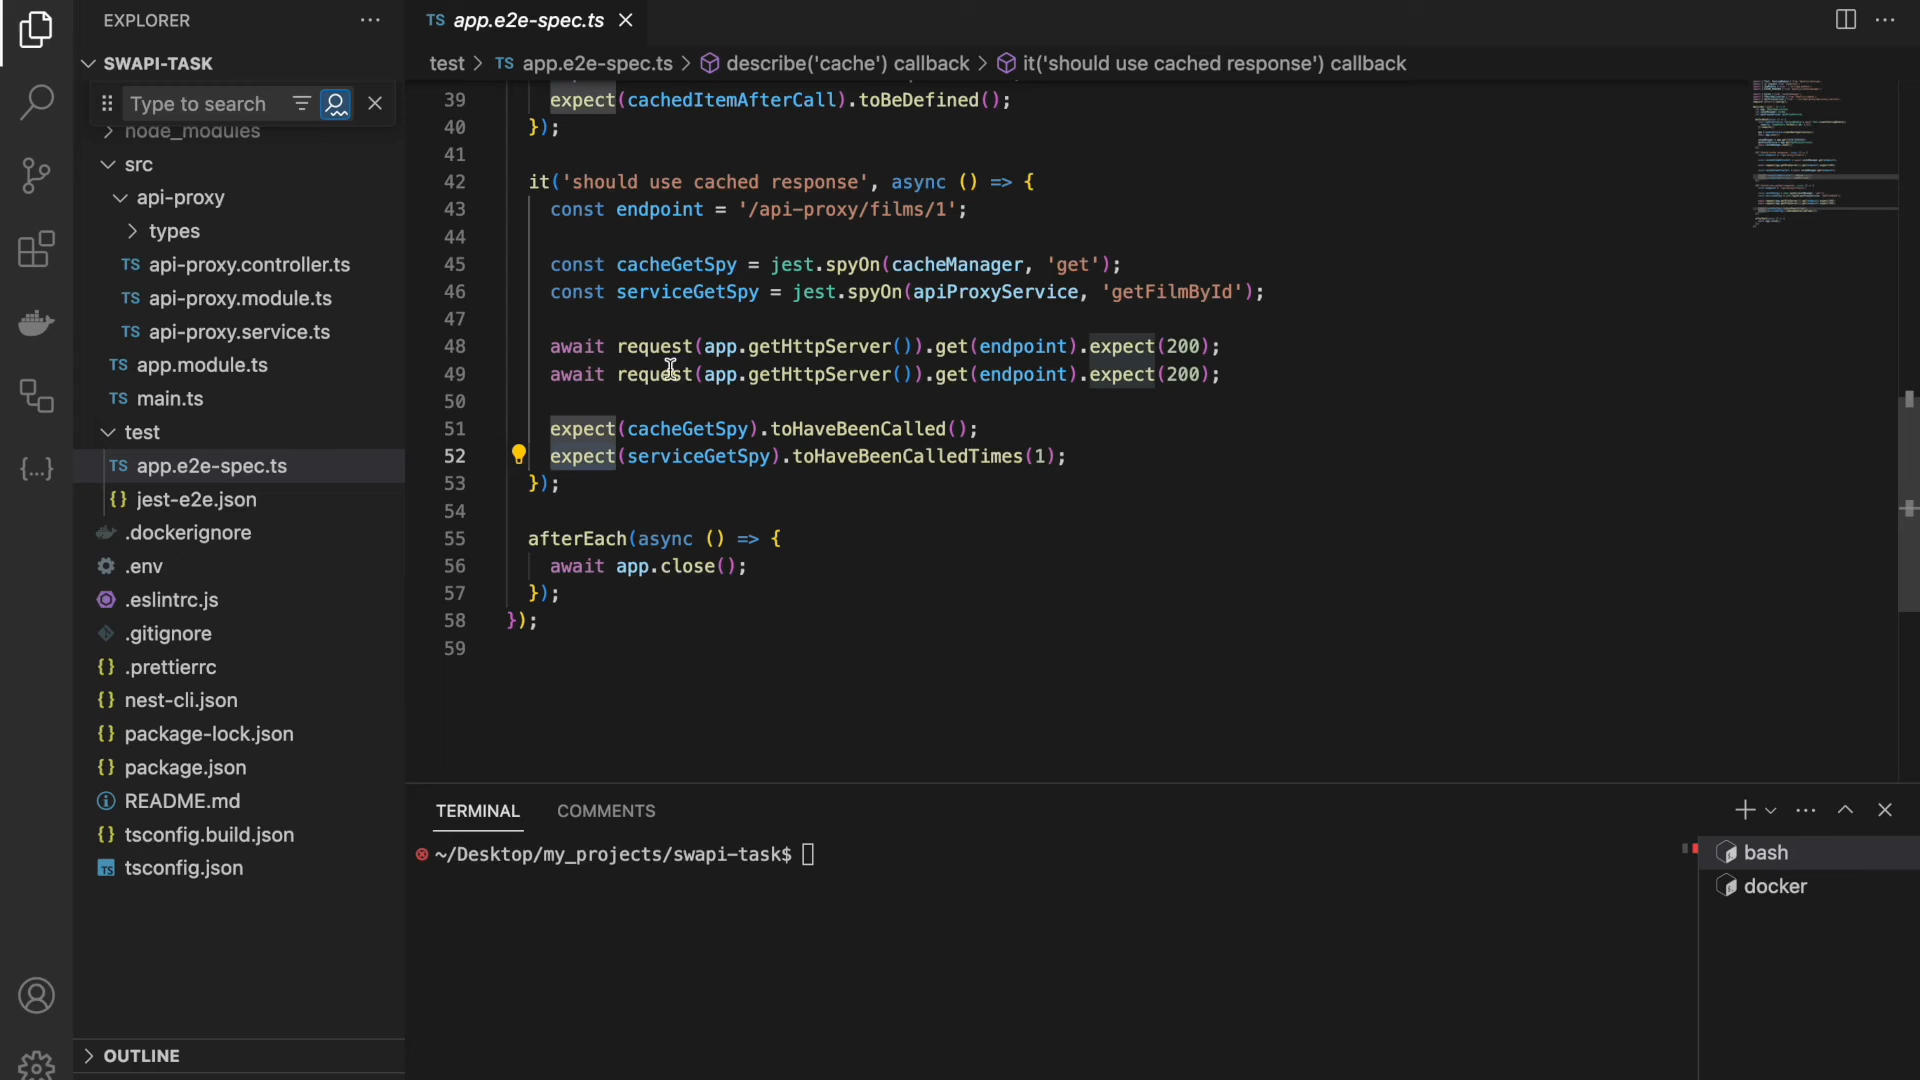 EXPLORER
SWAPI-TASK
Type to search
node_modules
src
api-proxy
types
TS api-proxy.controller.ts
TS api-proxy.module.ts
TS api-proxy.service.ts
TS app.module.ts
TS main.ts
test
TS app.e2e-spec.ts
{} jest-e2e.json
.dockerignore
.env
.eslintrc.js
.gitignore
{} .prettierrc
{} nest-cli.json
{} package-lock.json
{} package.json
README.md
{} tsconfig.build.json
TS tsconfig.json
OUTLINE
TS app.e2e-spec.ts
test > TS app.e2e-spec.ts > describe('cache') callback > it('should use cached response') callback
39 expect(cachedItemAfterCall).toBeDefined();
40 });
41
42 it('should use cached response', async () => {
43 const endpoint = '/api-proxy/films/1';
44
45 const cacheGetSpy = jest.spyOn(cacheManager, 'get');
46 const serviceGetSpy = jest.spyOn(apiProxyService, 'getFilmById');
47
48 await request(app.getHttpServer()).get(endpoint).expect(200);
49 await request(app.getHttpServer()).get(endpoint).expect(200);
50
51 expect(cacheGetSpy).toHaveBeenCalled();
52 expect(serviceGetSpy).toHaveBeenCalledTimes(1);
53 });
54
55 afterEach(async () => {
56 await app.close();
57 });
58 });
59
TERMINAL COMMENTS
~/Desktop/my_projects/swapi-task$
bash
docker